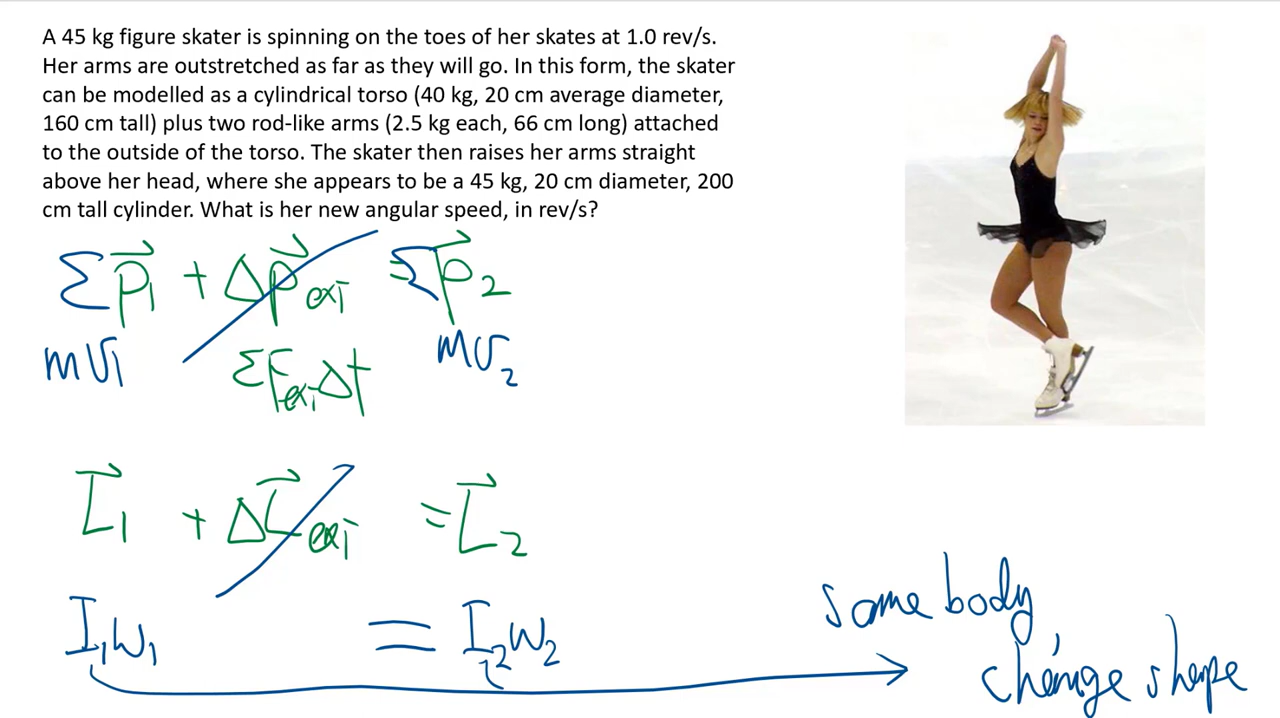 A 45 kg figure skater is spinning on the toes of her skates at 1.0 rev/s.
Her arms are outstretched as far as they will go. In this form, the skater
can be modelled as a cylindrical torso (40 kg, 20 cm average diameter,
160 cm tall) plus two rod-like arms (2.5 kg each, 66 cm long) attached
to the outside of the torso. The skater then raises her arms straight
above her head, where she appears to be a 45 kg, 20 cm diameter, 200
cm tall cylinder. What is her new angular speed, in rev/s?
Σp⃗₁ + Δp⃗ext = Σp⃗₂
mv₁ ΣFextΔt mv₂
L⃗₁ + ΔL⃗ext = L⃗₂
I₁ω₁ = I₂ω₂
same body,
change shape